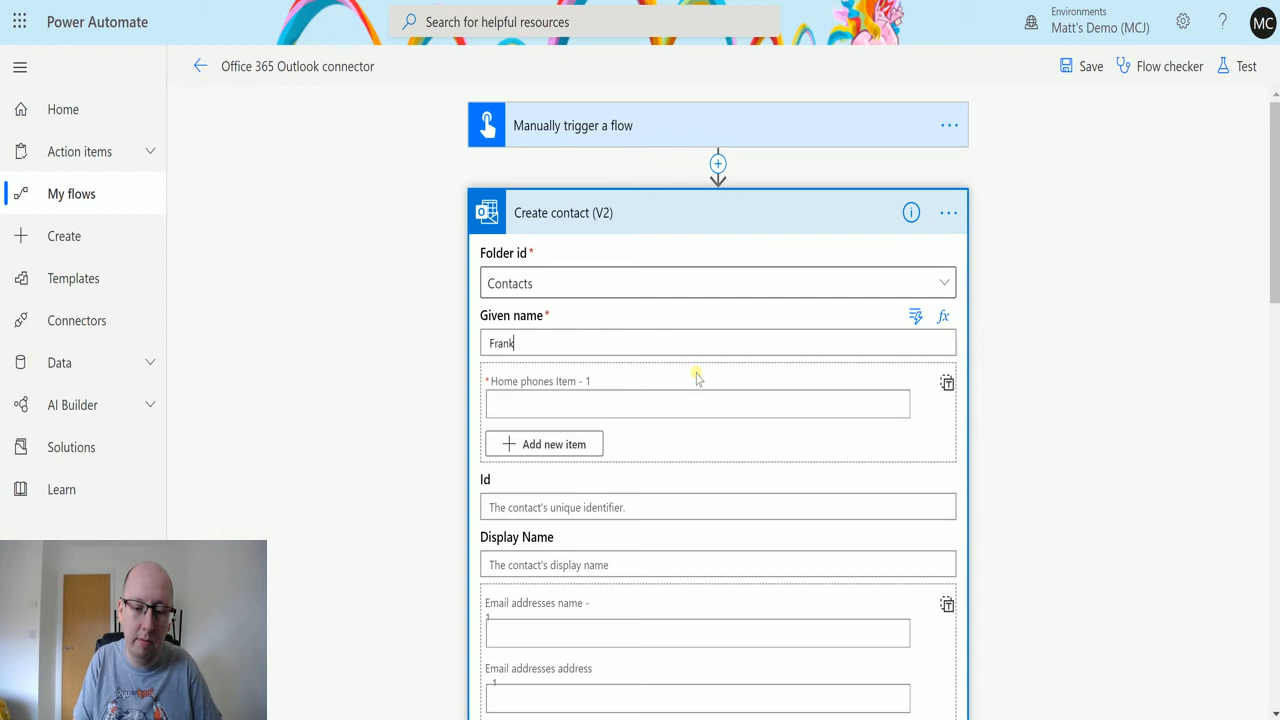 Power Automate
Search for helpful resources
Environments
Matt's Demo (MCJ)
MC
Office 365 Outlook connector
Save
Flow checker
Test
Home
Action items
My flows
Create
Templates
Connectors
Data
AI Builder
Solutions
Learn
Manually trigger a flow
Create contact (V2)
Folder id *
Contacts
Given name *
fx
Frank
* Home phones Item - 1
Add new item
Id
The contact's unique identifier.
Display Name
The contact's display name
Email addresses name -
1
Email addresses address
- 1